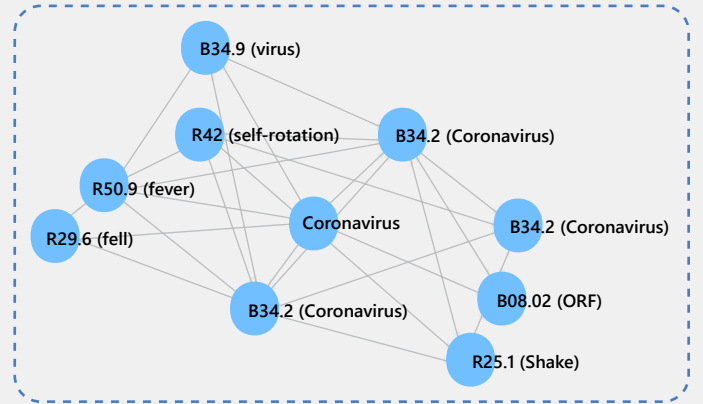 B34.9 (virus)
R42 (self-rotation)
B34.2 (Coronavirus)
R50.9 (fever)
Coronavirus
B34.2 (Coronavirus)
R29.6 (fell)
B08.02 (ORF)
B34.2 (Coronavirus)
R25.1 (Shake)